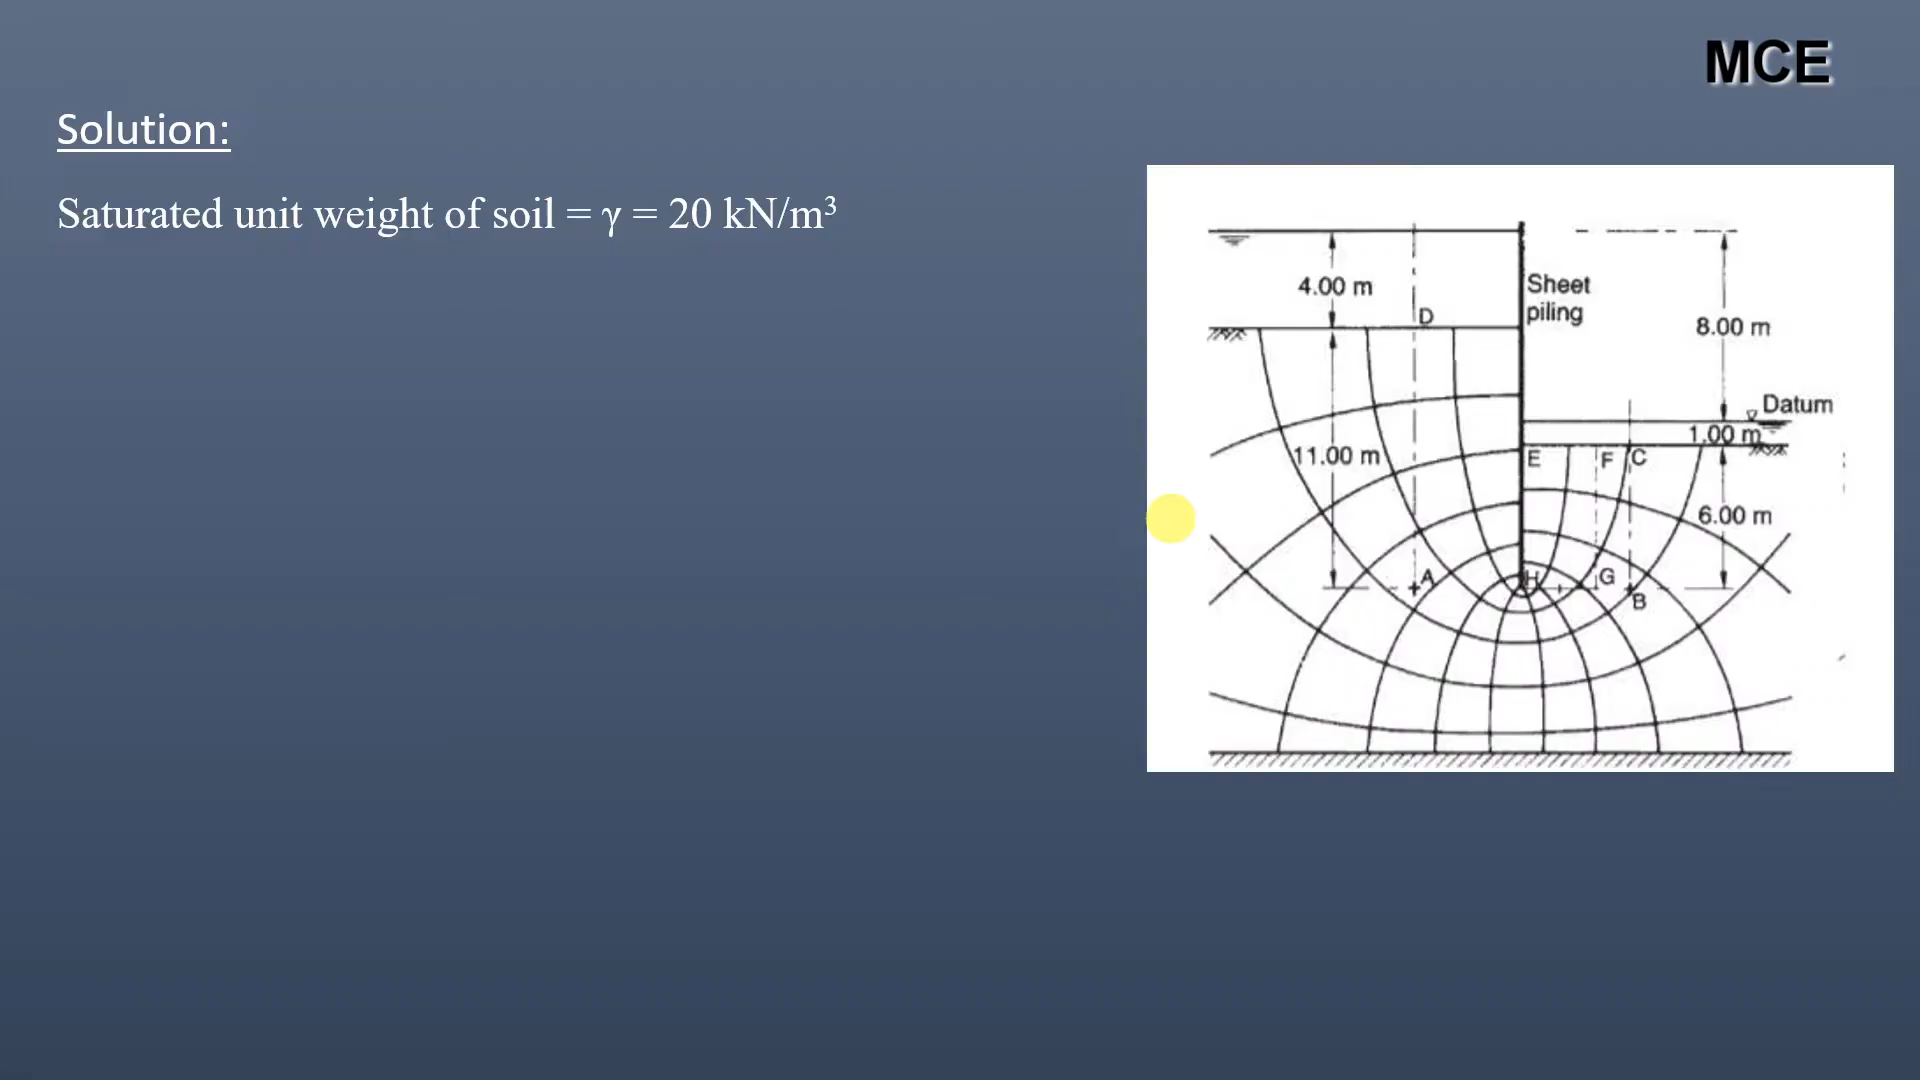 MCE
Solution:
Saturated unit weight of soil = γ = 20 kN/m³
4.00 m
Sheet
piling
D
8.00 m
Datum
1.00 m
11.00 m
E
F
C
6.00 m
A
H
G
B